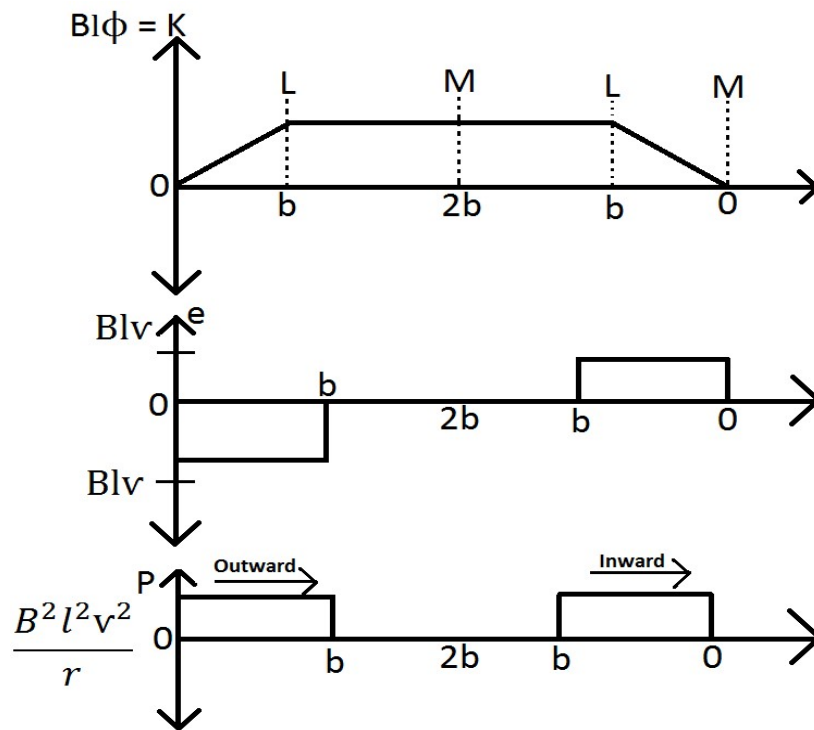 Blϕ = K
L M L M
0
b 2b b 0
e
Blv
b
0
2b b 0
Blv
P Outward Inward
B²l²v²
0
r
b 2b b 0